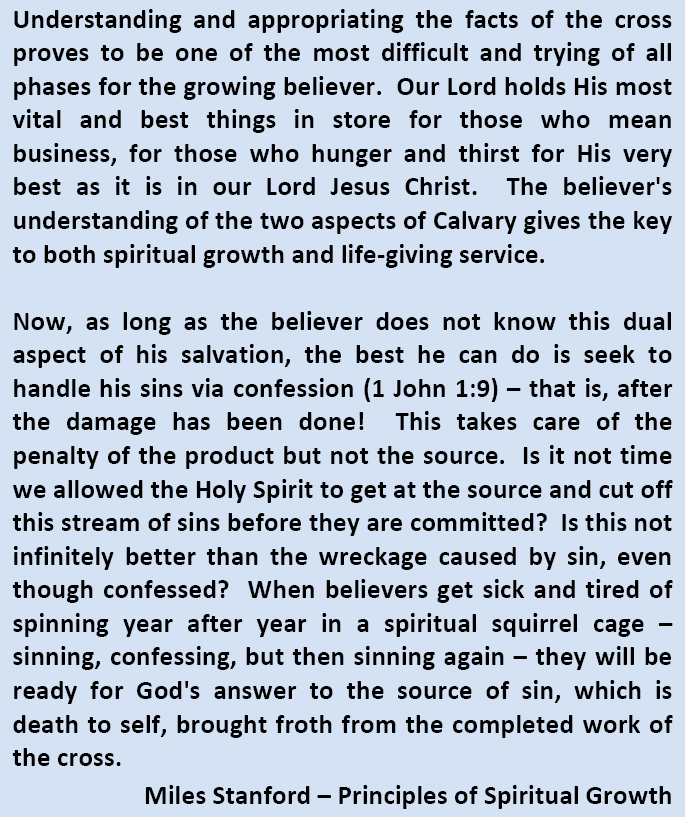 Understanding and appropriating the facts of the cross
proves to be one of the most difficult and trying of all
phases for the growing believer.  Our Lord holds His most
vital and best things in store for those who mean
business, for those who hunger and thirst for His very
best as it is in our Lord Jesus Christ.  The believer's
understanding of the two aspects of Calvary gives the key
to both spiritual growth and life-giving service.

Now, as long as the believer does not know this dual
aspect of his salvation, the best he can do is seek to
handle his sins via confession (1 John 1:9) – that is, after
the damage has been done!  This takes care of the
penalty of the product but not the source.  Is it not time
we allowed the Holy Spirit to get at the source and cut off
this stream of sins before they are committed?  Is this not
infinitely better than the wreckage caused by sin, even
though confessed?  When believers get sick and tired of
spinning year after year in a spiritual squirrel cage –
sinning, confessing, but then sinning again – they will be
ready for God's answer to the source of sin, which is
death to self, brought froth from the completed work of
the cross.
Miles Stanford – Principles of Spiritual Growth